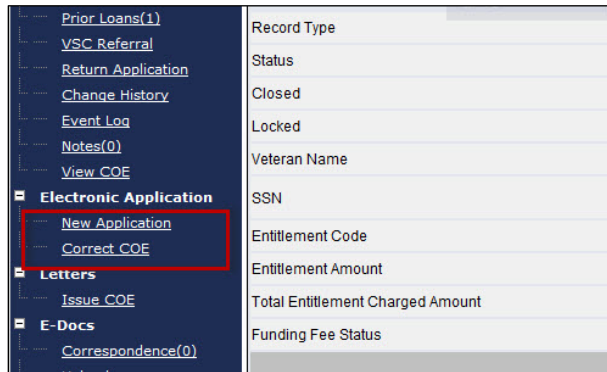 Prior Loans(1)
VSC Referral
Return Application
Change History
Event Log
Notes(0)
View COE
Electronic Application
New Application
Correct COE
Letters
Issue COE
E-Docs
Correspondence(0)
Record Type
Status
Closed
Locked
Veteran Name
SSN
Entitlement Code
Entitlement Amount
Total Entitlement Charged Amount
Funding Fee Status